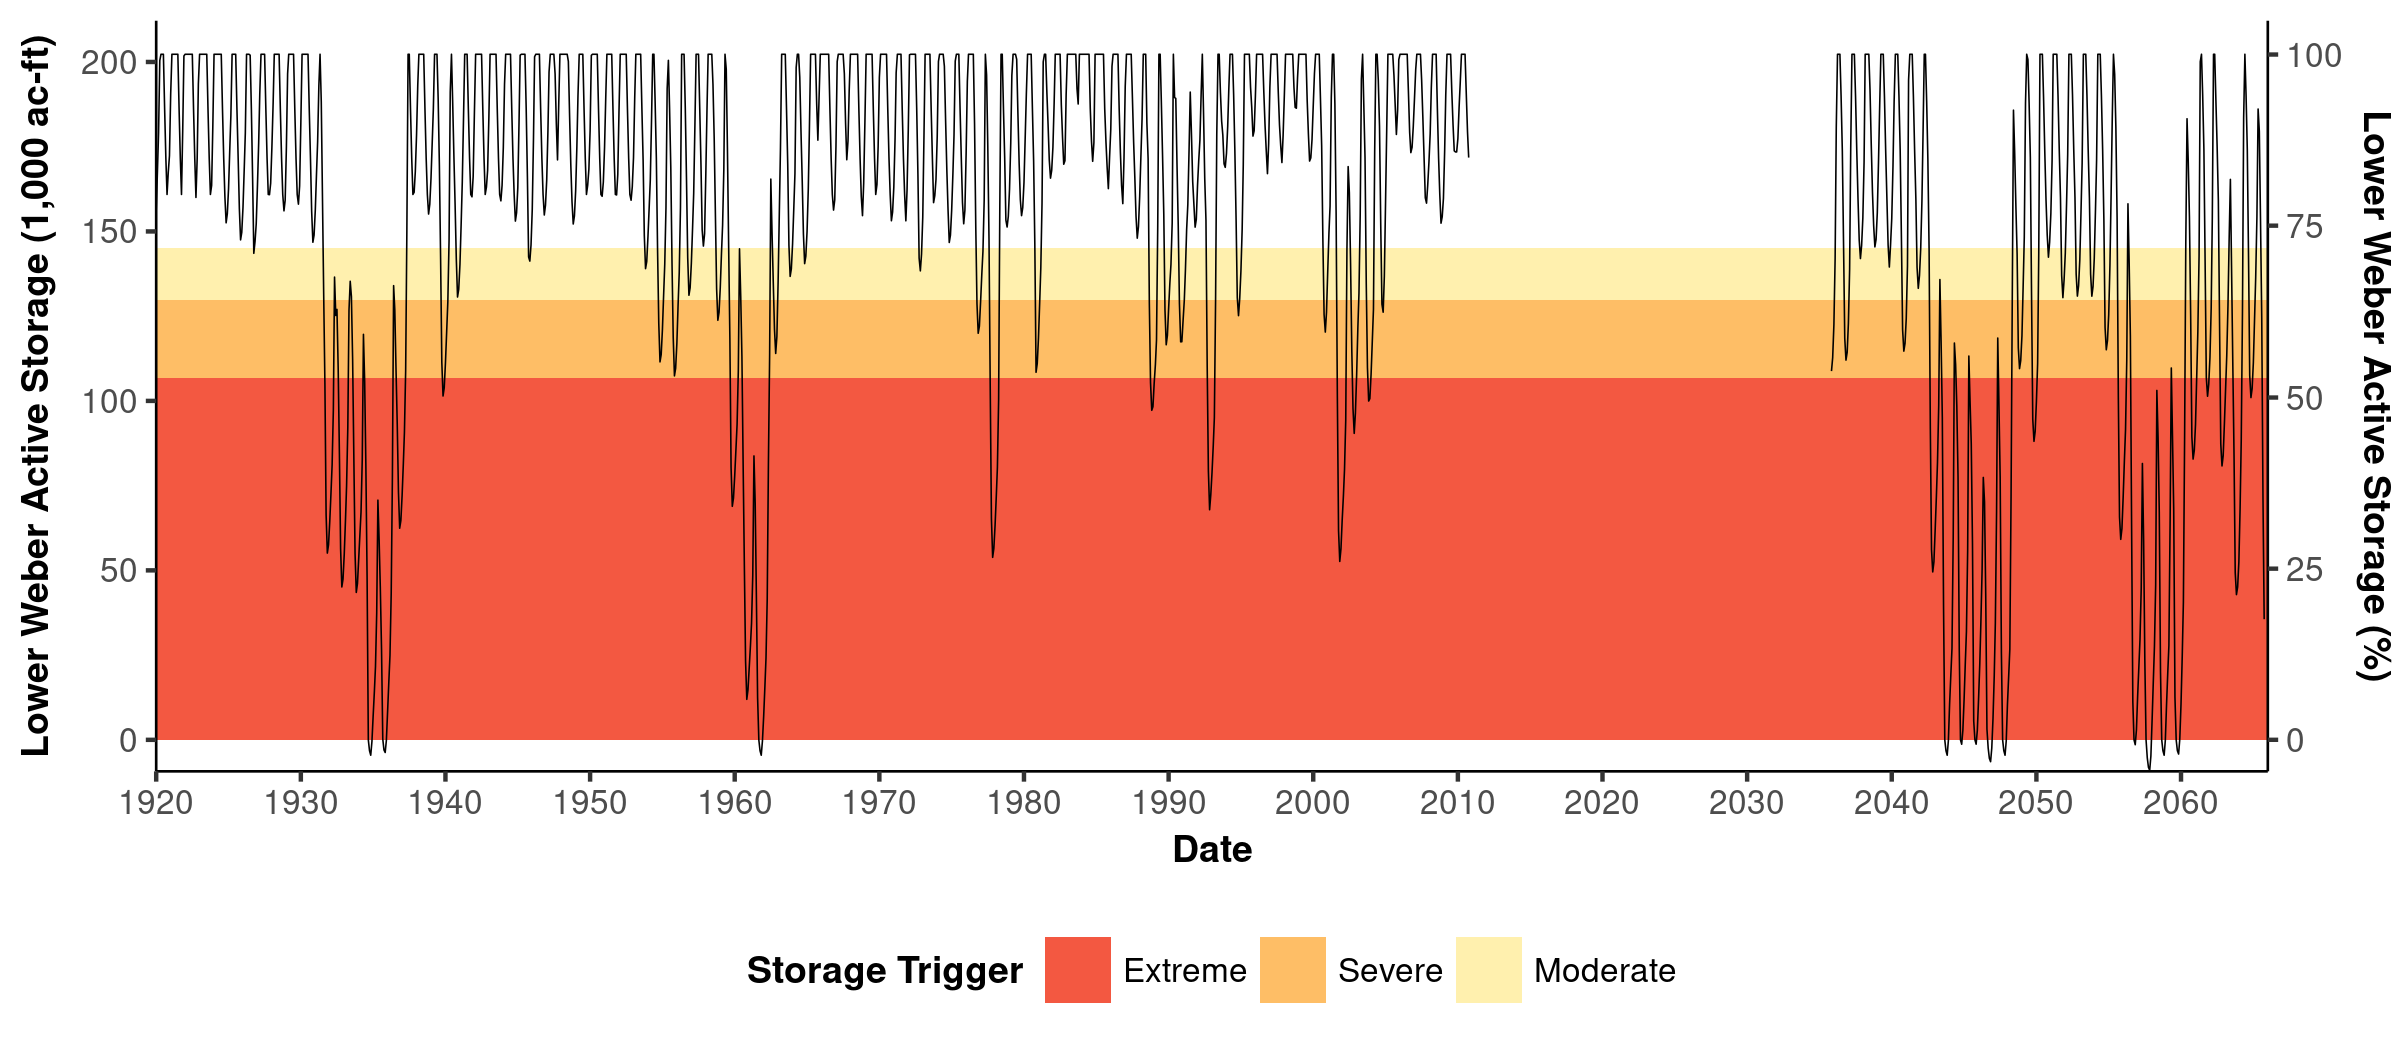 Lower Weber Active Storage (1,000 ac-ft)
200
150
100
50
0
100
75
50
25
0
Lower Weber Active Storage (%)
1920 1930 1940 1950 1960 1970 1980 1990 2000 2010 2020 2030 2040 2050 2060
Date
Storage Trigger Extreme Severe Moderate